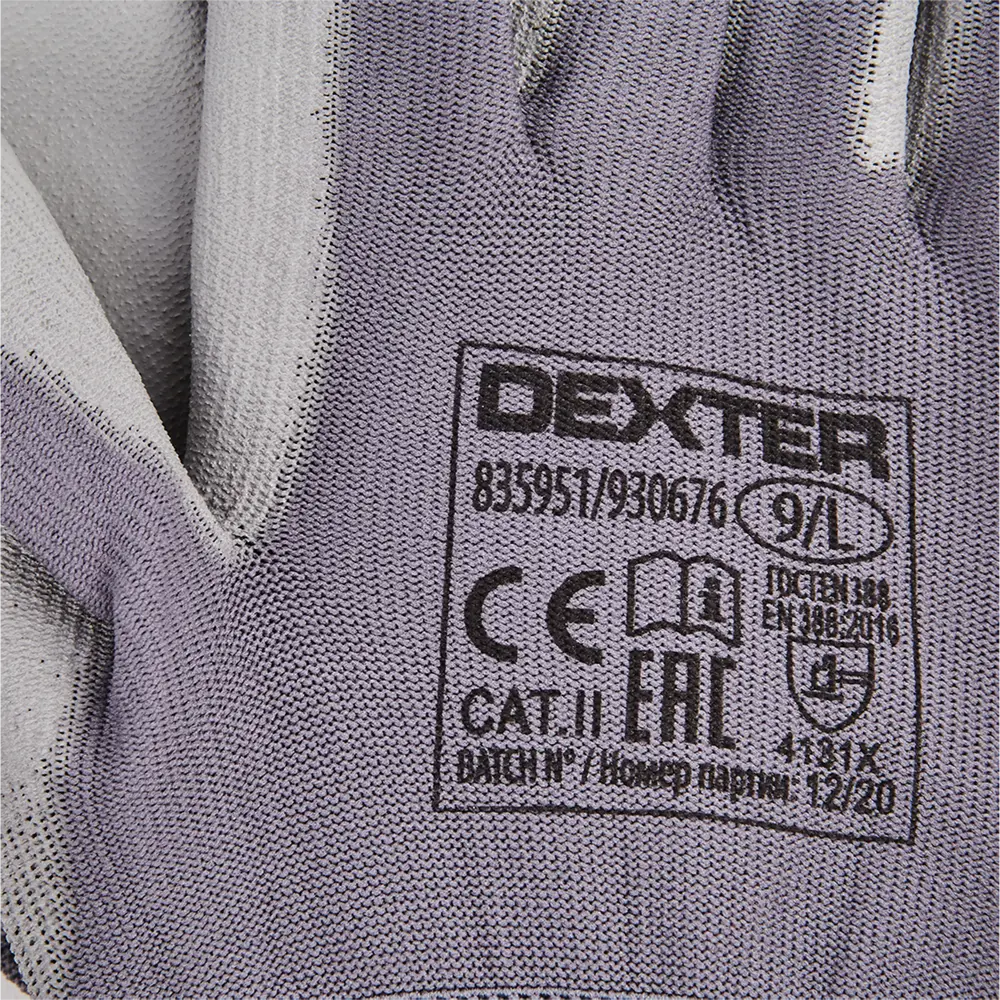 DEXTER
835951/930676 9/L
ГОСТ EN 388
EN 388:2016
CE
CAT.II EAC
4131X
BATCH N° / Номер партии: 12/20